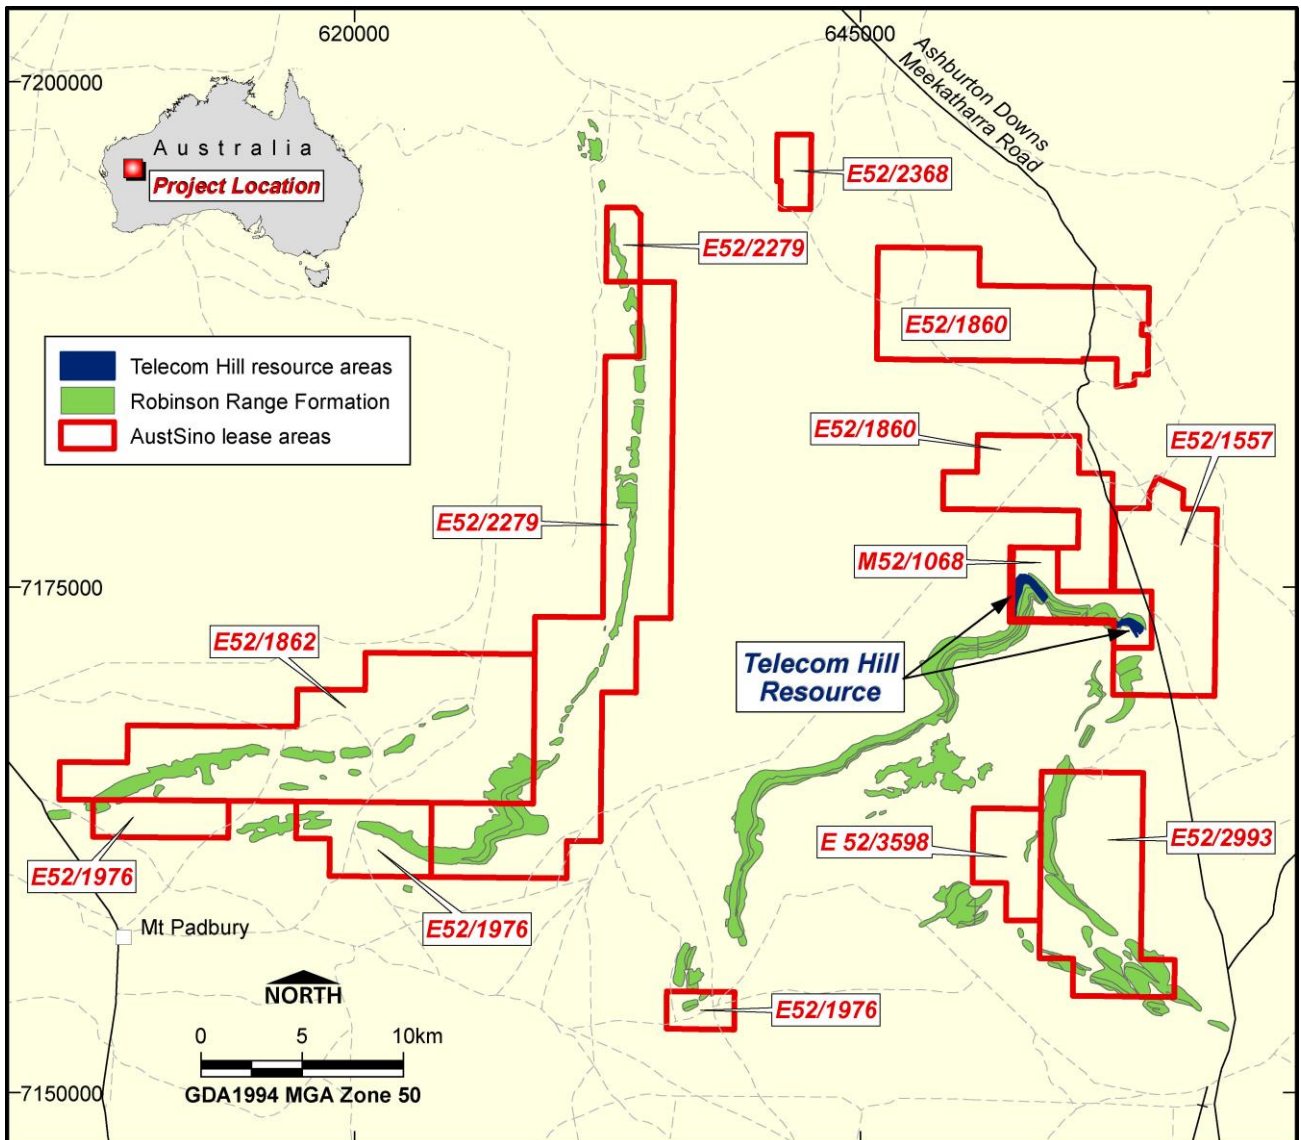 620000
645000
7200000
Ashburton Downs
Meekatharra Road
Australia
Project Location
E52/2368
E52/2279
E52/1860
Telecom Hill resource areas
Robinson Range Formation
AustSino lease areas
E52/1860
E52/1557
E52/2279
M52/1068
7175000
E52/1862
Telecom Hill
Resource
E 52/3598
E52/2993
E52/1976
E52/1976
Mt Padbury
NORTH
E52/1976
0 5 10km
7150000
GDA1994 MGA Zone 50